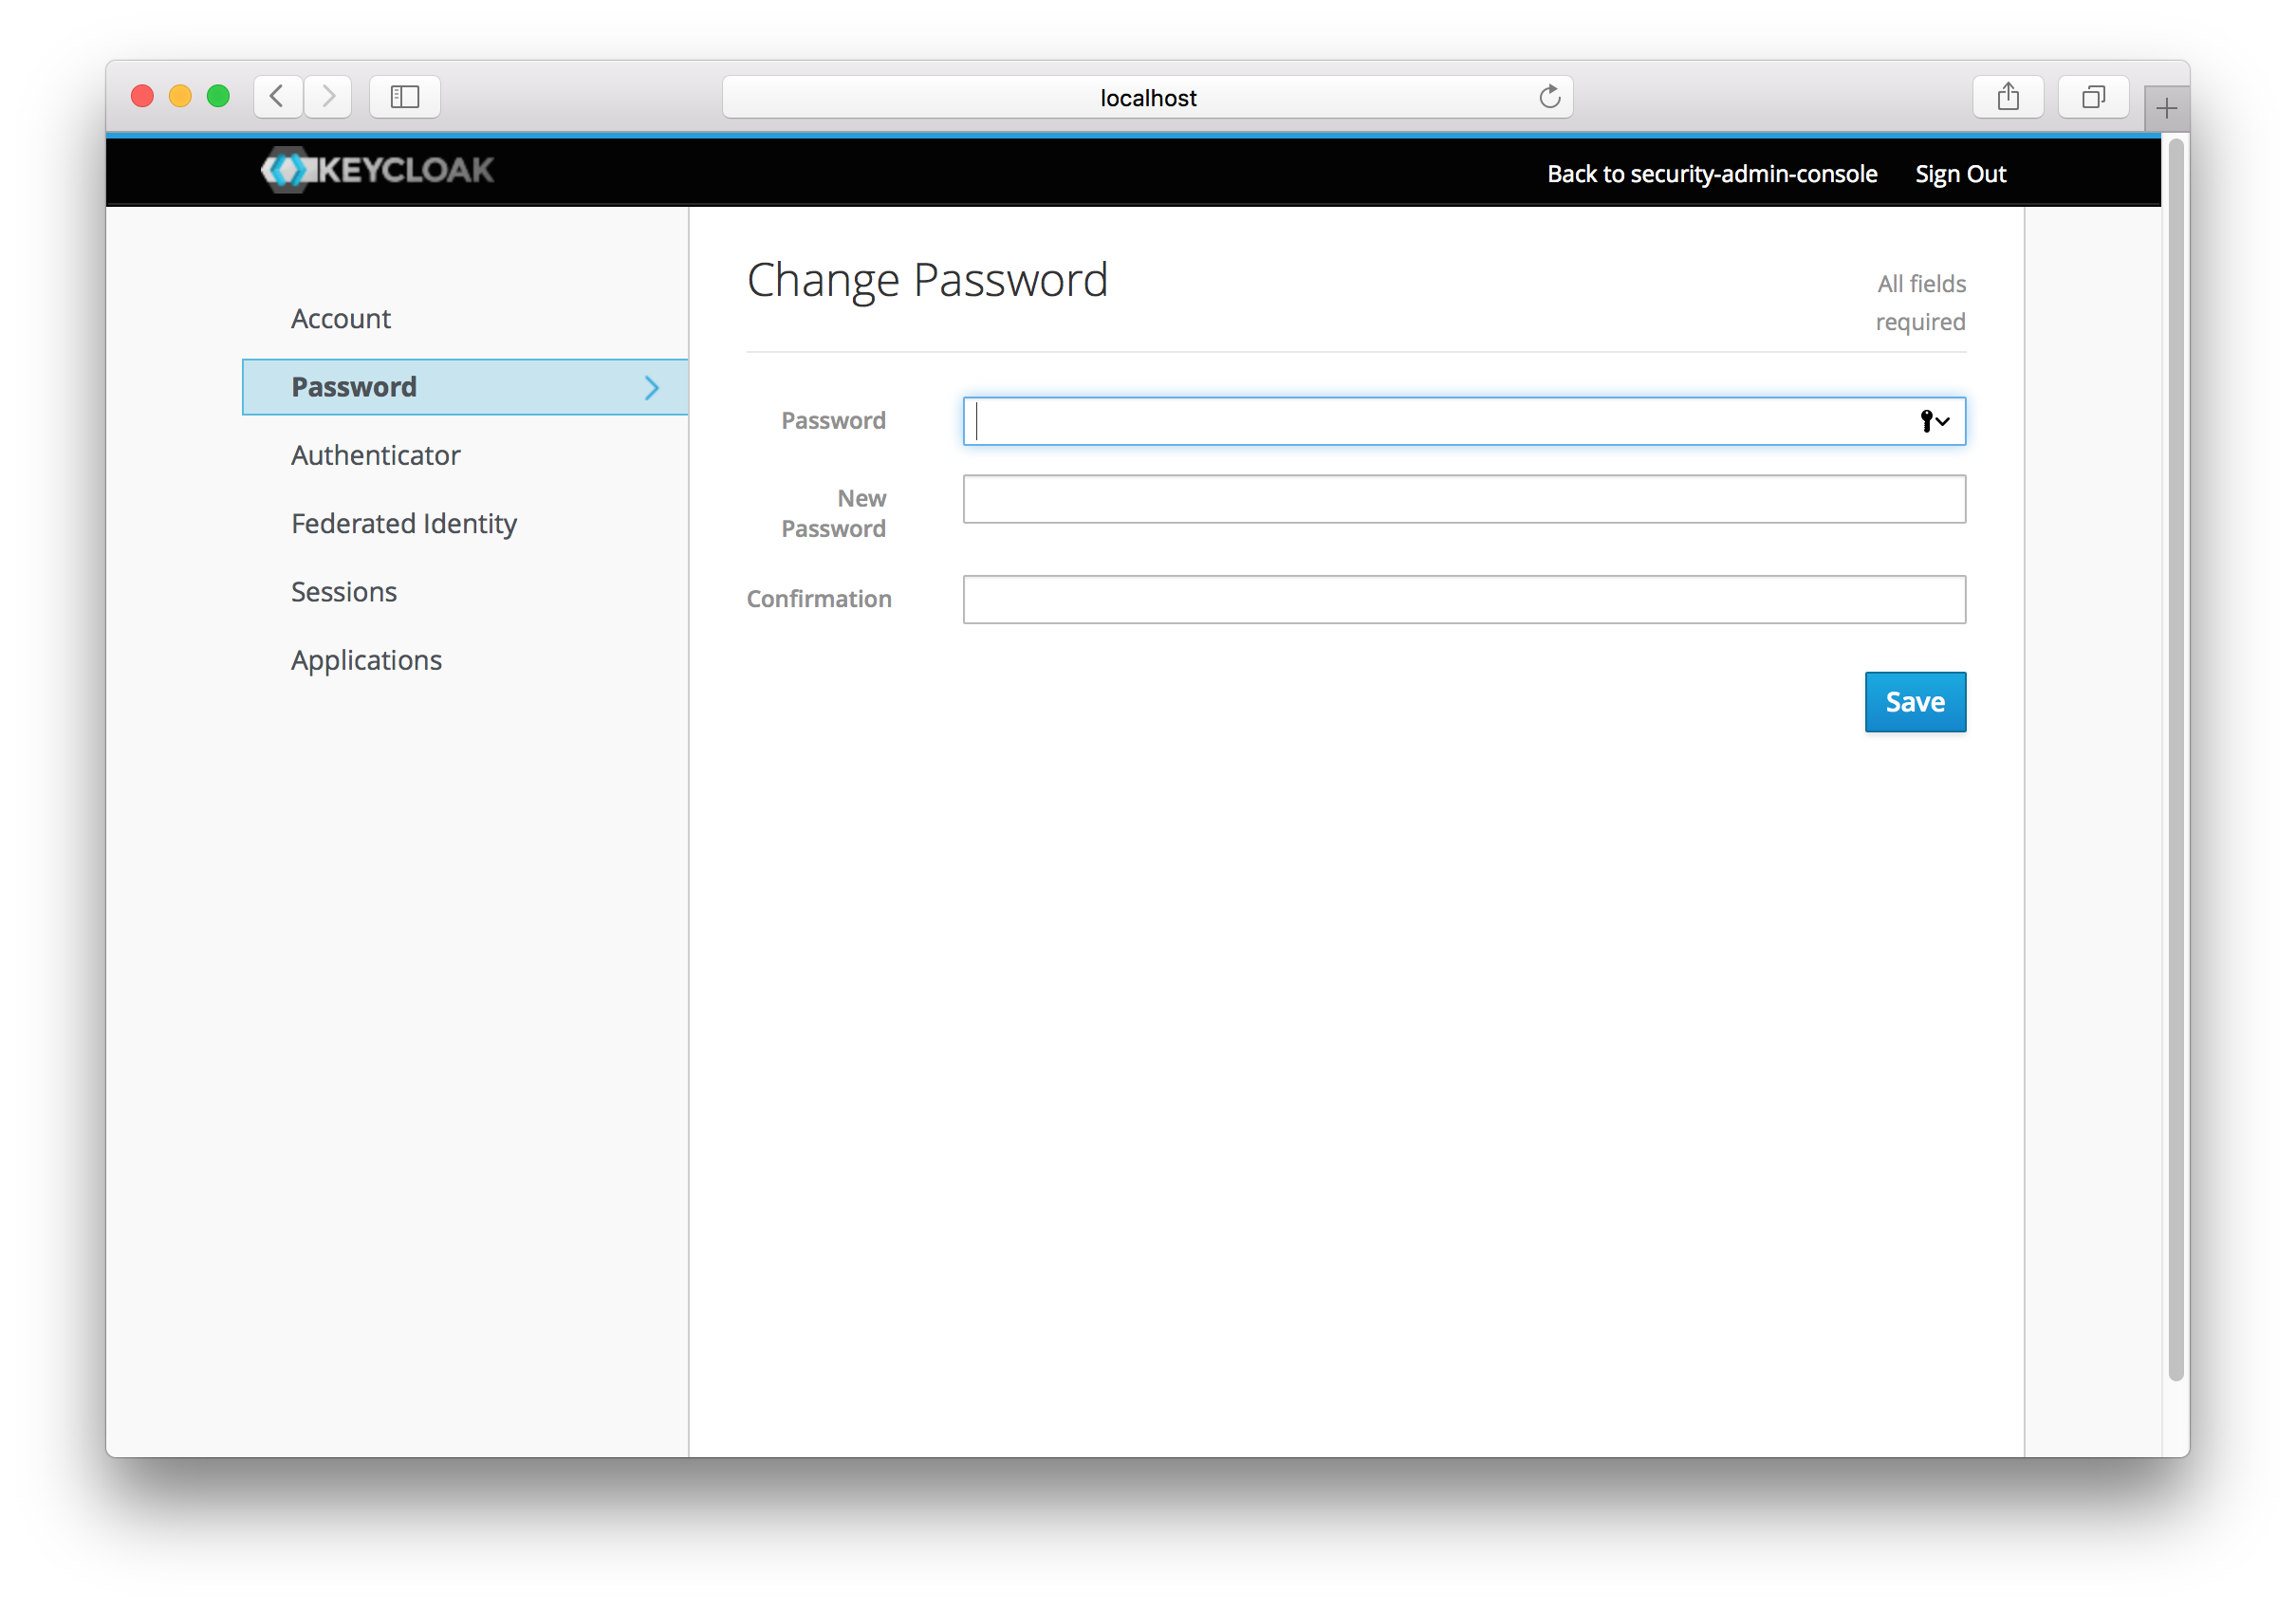 localhost
KEYCLOAK
Back to security-admin-console
Sign Out
Account
Password
Authenticator
Federated Identity
Sessions
Applications
Change Password
All fields
required
Password
New
Password
Confirmation
Save